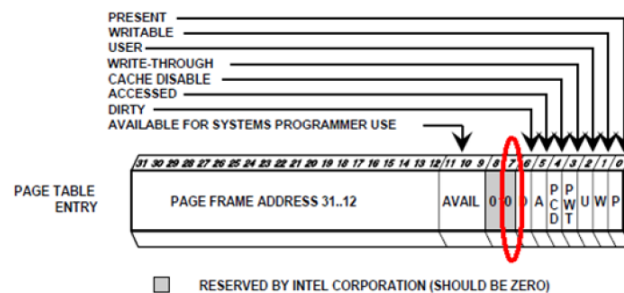 PRESENT
WRITABLE
USER
WRITE-THROUGH
CACHE DISABLE
ACCESSED
DIRTY
AVAILABLE FOR SYSTEMS PROGRAMMER USE
31 30 29 28 27 26 25 24 23 22 21 20 19 18 17 16 15 14 13 12 11 10 9 8 7 6 5 4 3 2 1 0
PAGE TABLE ENTRY
PAGE FRAME ADDRESS 31..12 AVAIL 0 0 D A PCD PWT U W P
RESERVED BY INTEL CORPORATION (SHOULD BE ZERO)